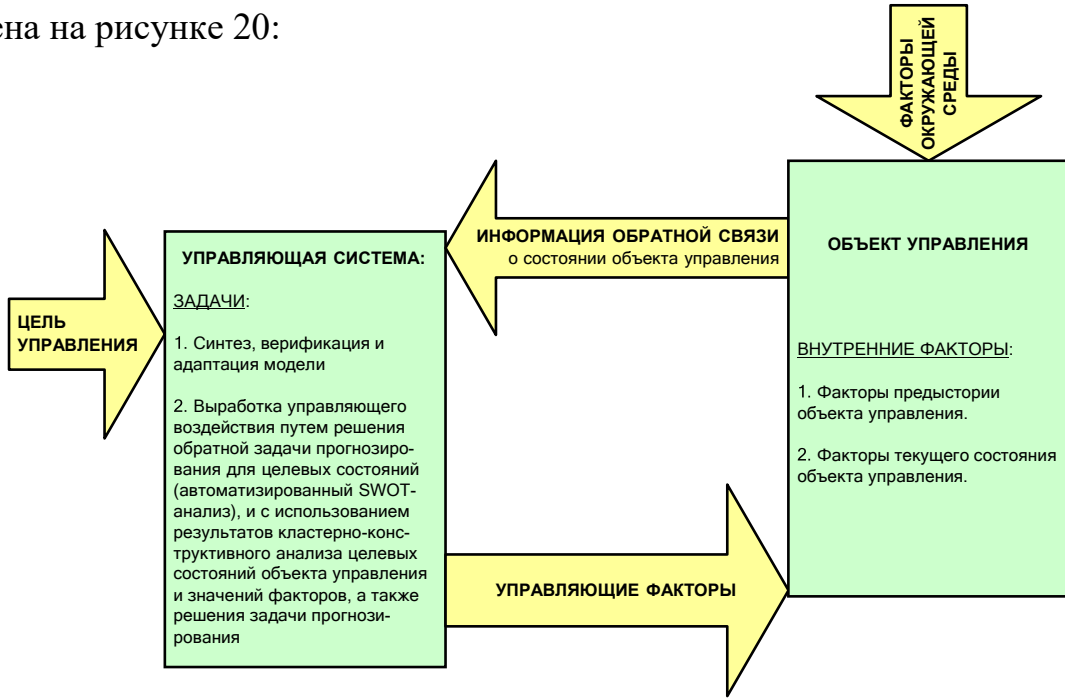 ена на рисунке 20:
ФАКТОРЫ
ОКРУЖАЮЩЕЙ
СРЕДЫ
ЦЕЛЬ
УПРАВЛЕНИЯ
УПРАВЛЯЮЩАЯ СИСТЕМА:
ЗАДАЧИ:
1. Синтез, верификация и
адаптация модели
2. Выработка управляющего
воздействия путем решения
обратной задачи прогнозиро-
вания для целевых состояний
(автоматизированный SWOT-
анализ), и с использованием
результатов кластерно-конс-
труктивного анализа целевых
состояний объекта управления
и значений факторов, а также
решения задачи прогнози-
рования
ИНФОРМАЦИЯ ОБРАТНОЙ СВЯЗИ
о состоянии объекта управления
УПРАВЛЯЮЩИЕ ФАКТОРЫ
ОБЪЕКТ УПРАВЛЕНИЯ
ВНУТРЕННИЕ ФАКТОРЫ:
1. Факторы предыстории
объекта управления.
2. Факторы текущего состояния
объекта управления.